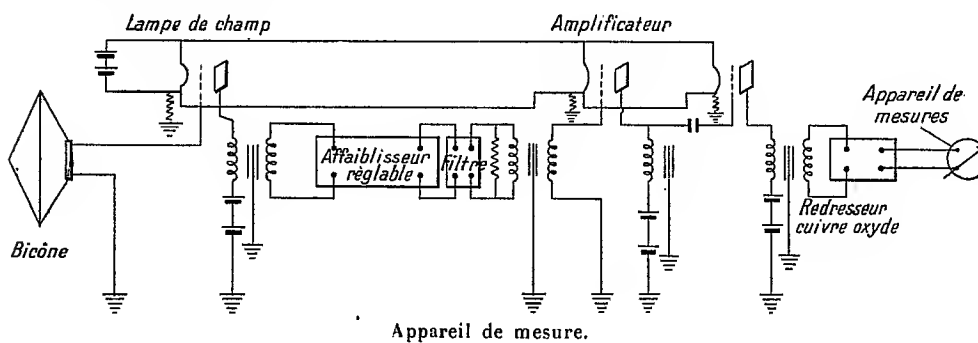 Lampe de champ
Amplificateur
Appareil de
mesures
Affaiblisseur
réglable
Filtre
Redresseur
cuivre oxyde
Bicône
Appareil de mesure.